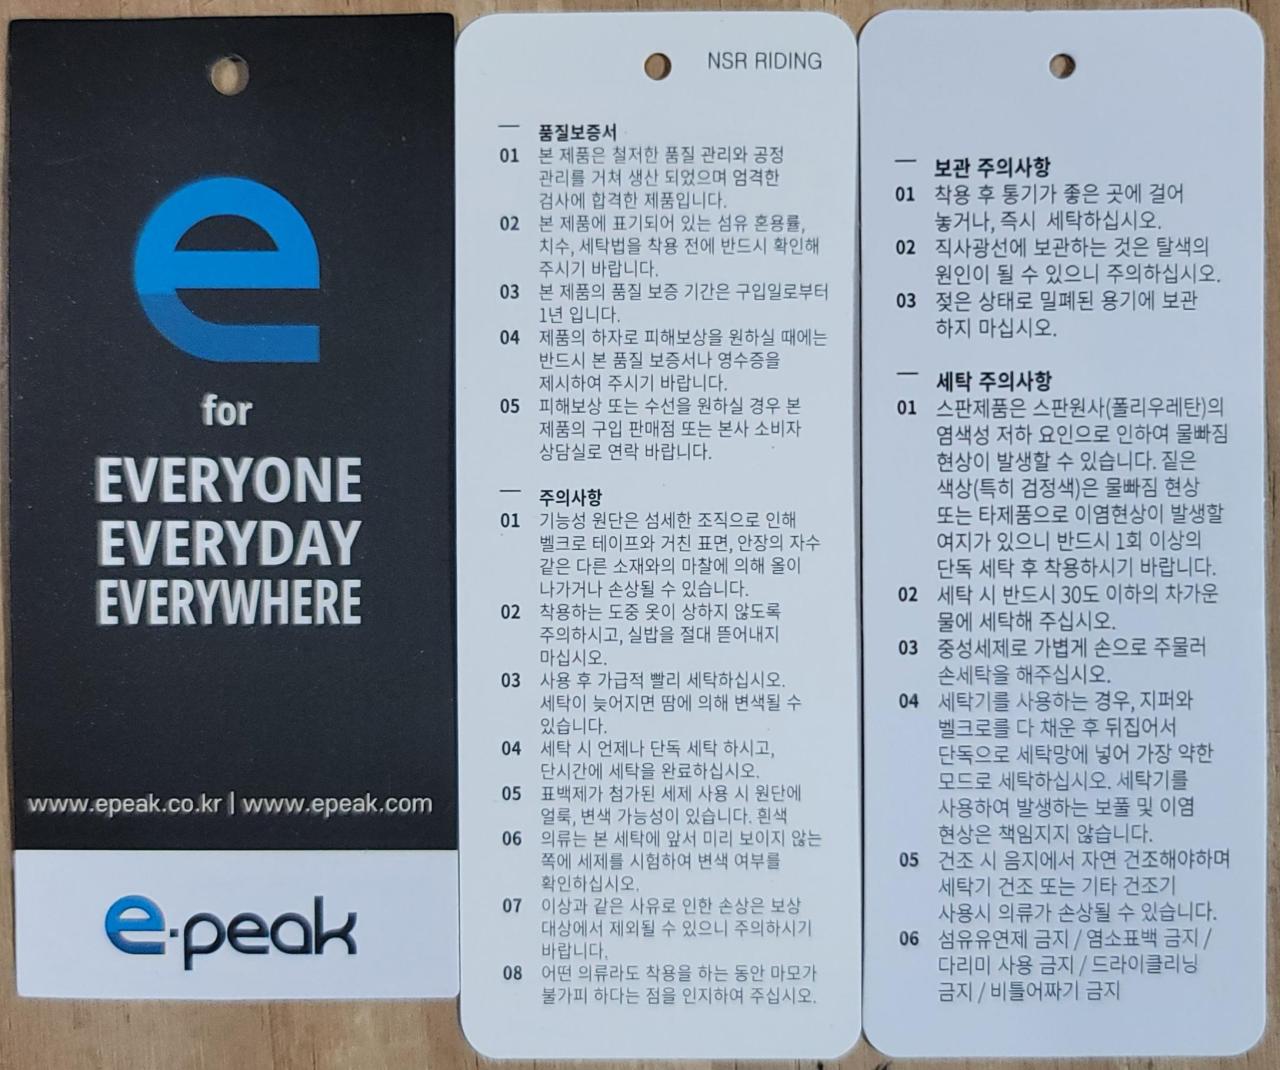 e
for
EVERYONE
EVERYDAY
EVERYWHERE
www.epeak.co.kr | www.epeak.com
e-peak
NSR RIDING
품질보증서
01 본 제품은 철저한 품질 관리와 공정
관리를 거쳐 생산 되었으며 엄격한
검사에 합격한 제품입니다.
02 본 제품에 표기되어 있는 섬유 혼용률,
치수, 세탁법을 착용 전에 반드시 확인해
주시기 바랍니다.
03 본 제품의 품질 보증 기간은 구입일로부터
1년 입니다.
04 제품의 하자로 피해보상을 원하실 때에는
반드시 본 품질 보증서나 영수증을
제시하여 주시기 바랍니다.
05 피해보상 또는 수선을 원하실 경우 본
제품의 구입 판매점 또는 본사 소비자
상담실로 연락 바랍니다.
주의사항
01 기능성 원단은 섬세한 조직으로 인해
벨크로 테이프와 거친 표면, 안장의 자수
같은 다른 소재와의 마찰에 의해 올이
나가거나 손상될 수 있습니다.
02 착용하는 도중 옷이 상하지 않도록
주의하시고, 실밥을 절대 뜯어내지
마십시오.
03 사용 후 가급적 빨리 세탁하십시오.
세탁이 늦어지면 땀에 의해 변색될 수
있습니다.
04 세탁 시 언제나 단독 세탁 하시고,
단시간에 세탁을 완료하십시오.
05 표백제가 첨가된 세제 사용 시 원단에
얼룩, 변색 가능성이 있습니다. 흰색
06 의류는 본 세탁에 앞서 미리 보이지 않는
쪽에 세제를 시험하여 변색 여부를
확인하십시오.
07 이상과 같은 사유로 인한 손상은 보상
대상에서 제외될 수 있으니 주의하시기
바랍니다.
08 어떤 의류라도 착용을 하는 동안 마모가
불가피 하다는 점을 인지하여 주십시오.
보관 주의사항
01 착용 후 통기가 좋은 곳에 걸어
놓거나, 즉시 세탁하십시오.
02 직사광선에 보관하는 것은 탈색의
원인이 될 수 있으니 주의하십시오.
03 젖은 상태로 밀폐된 용기에 보관
하지 마십시오.
세탁 주의사항
01 스판제품은 스판원사(폴리우레탄)의
염색성 저하 요인으로 인하여 물빠짐
현상이 발생할 수 있습니다. 짙은
색상(특히 검정색)은 물빠짐 현상
또는 타제품으로 이염현상이 발생할
여지가 있으니 반드시 1회 이상의
단독 세탁 후 착용하시기 바랍니다.
02 세탁 시 반드시 30도 이하의 차가운
물에 세탁해 주십시오.
03 중성세제로 가볍게 손으로 주물러
손세탁을 해주십시오.
04 세탁기를 사용하는 경우, 지퍼와
벨크로를 다 채운 후 뒤집어서
단독으로 세탁망에 넣어 가장 약한
모드로 세탁하십시오. 세탁기를
사용하여 발생하는 보풀 및 이염
현상은 책임지지 않습니다.
05 건조 시 음지에서 자연 건조해야하며
세탁기 건조 또는 기타 건조기
사용시 의류가 손상될 수 있습니다.
06 섬유유연제 금지 / 염소표백 금지 /
다리미 사용 금지 / 드라이클리닝
금지 / 비틀어짜기 금지